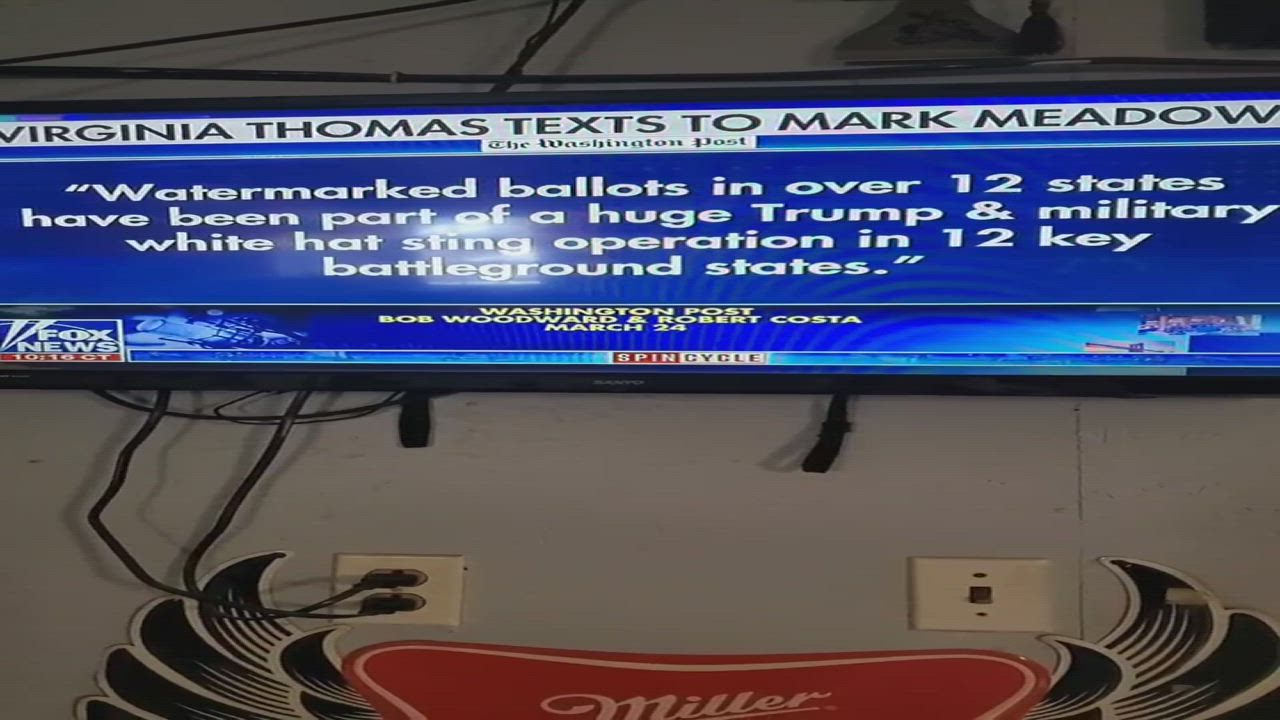 VIRGINIA THOMAS TEXTS TO MARK MEADOW
The Washington Post
“Watermarked ballots in over 12 states
have been part of a huge Trump & military
white hat sting operation in 12 key
battleground states.”
WASHINGTON POST
BOB WOODWARD & ROBERT COSTA
MARCH 24
FOX
NEWS
10:16 CT
SPIN CYCLE
SANYO
Miller